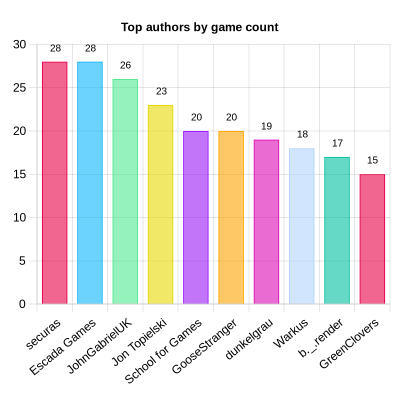 Top authors by game count
30
25
20
15
10
5
0
28
28
26
23
20
20
19
18
17
15
securas
Escada Games
JohnGabrielUK
Jon Topielski
School for Games
GooseStranger
dunkelgrau
Warkus
b._.render
GreenClovers